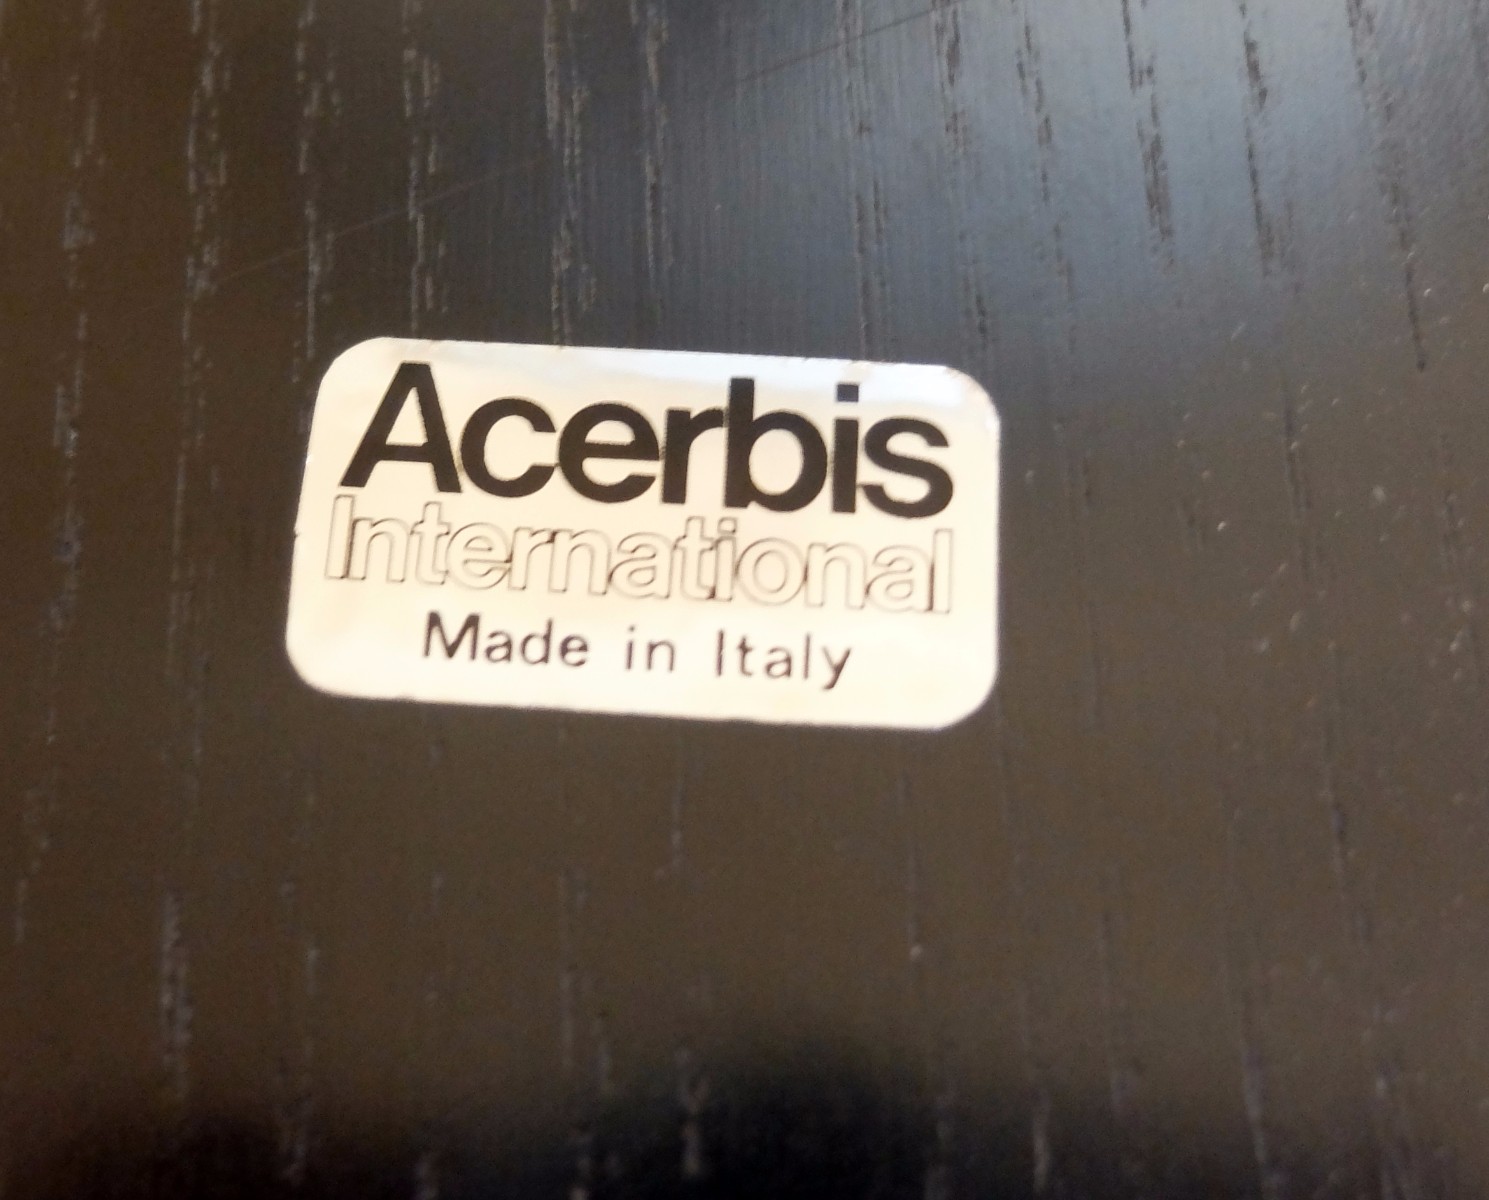 Acerbis
International
Made in Italy